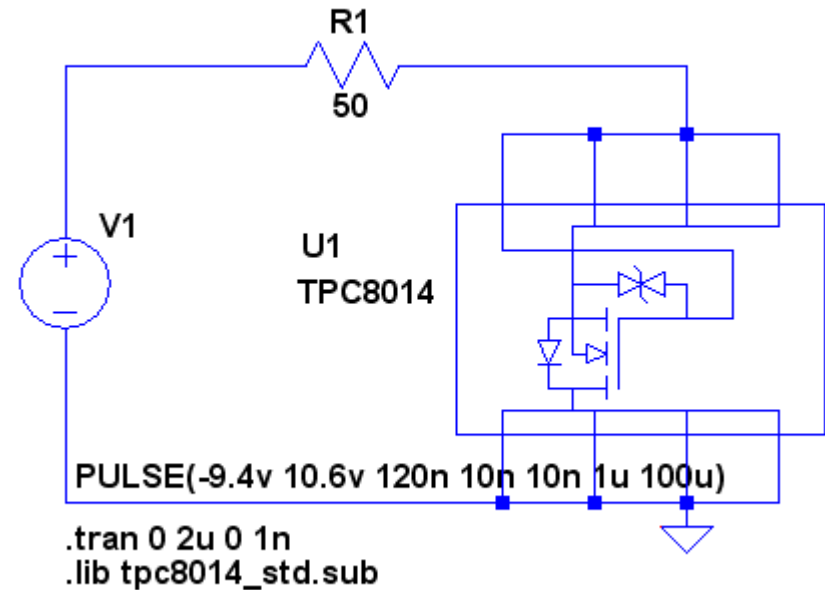 R1
50
V1
U1
TPC8014
PULSE(-9.4v 10.6v 120n 10n 10n 1u 100u)
.tran 0 2u 0 1n
.lib tpc8014_std.sub